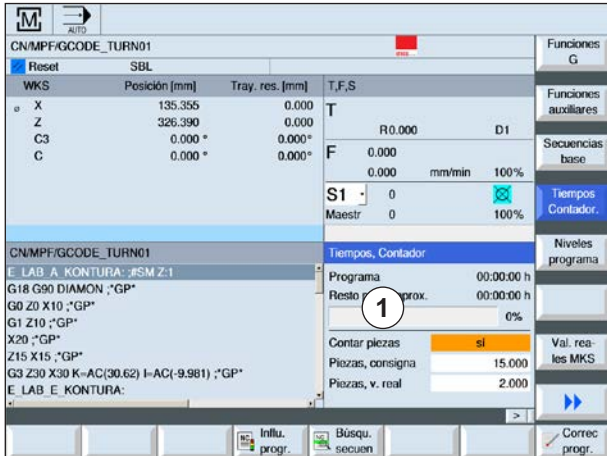 M
AUTO
CN/MPF/GCODE_TURN01
Reset SBL
WKS Posición [mm] Tray. res. [mm] T,F,S
X 135.355 0.000
Z 326.390 0.000
C3 0.000 ° 0.000°
C 0.000 ° 0.000°
T
R0.000 D1
F 0.000
0.000 mm/min 100%
S1 0
Maestr 0 100%
CN/MPF/GCODE_TURN01
E_LAB_A_KONTURA: ;#SM Z:1
G18 G90 DIAMON ;*GP*
G0 Z0 X10 ;*GP*
G1 Z10 ;*GP*
X20 ;*GP*
Z15 X15 ;*GP*
G3 Z30 X30 K=AC(30.62) I=AC(-9.981) ;*GP*
E_LAB_E_KONTURA:
Tiempos, Contador
Programa 00:00:00 h
Resto prox. 00:00:00 h
1
0%
Contar piezas si
Piezas, consigna 15.000
Piezas, v. real 2.000
>
Funciones
G
Funciones
auxiliares
Secuencias
base
Tiempos
Contador.
Niveles
programa
Val. rea-
les MKS
Influ.
progr.
Búsqu.
secuen
Correc
progr.